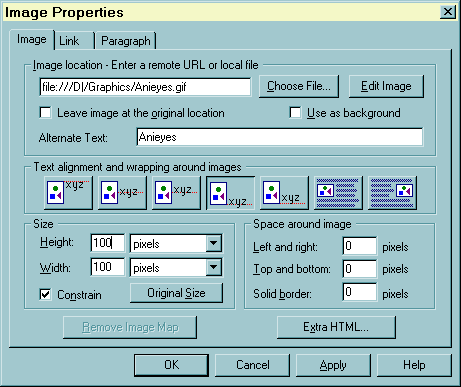 Image Properties
Image Link Paragraph
Image location - Enter a remote URL or local file
file:///D|/Graphics/Anieyes.gif Choose File... Edit Image
Leave image at the original location Use as background
Alternate Text: Anieyes
Text alignment and wrapping around images
xyz... xyz... xyz... xyz... xyz...
Size Space around image
Height: 100 pixels Left and right: 0 pixels
Width: 100 pixels Top and bottom: 0 pixels
Constrain Original Size Solid border: 0 pixels
Remove Image Map Extra HTML...
OK Cancel Apply Help